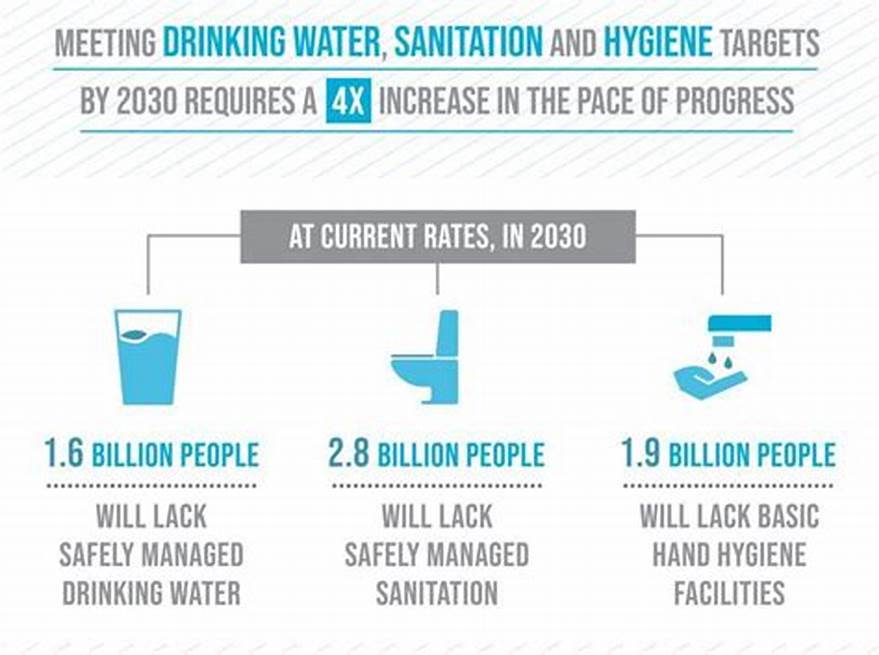 MEETING DRINKING WATER, SANITATION AND HYGIENE TARGETS
BY 2030 REQUIRES A 4X INCREASE IN THE PACE OF PROGRESS
AT CURRENT RATES, IN 2030
1.6 BILLION PEOPLE
WILL LACK
SAFELY MANAGED
DRINKING WATER
2.8 BILLION PEOPLE
WILL LACK
SAFELY MANAGED
SANITATION
1.9 BILLION PEOPLE
WILL LACK BASIC
HAND HYGIENE
FACILITIES